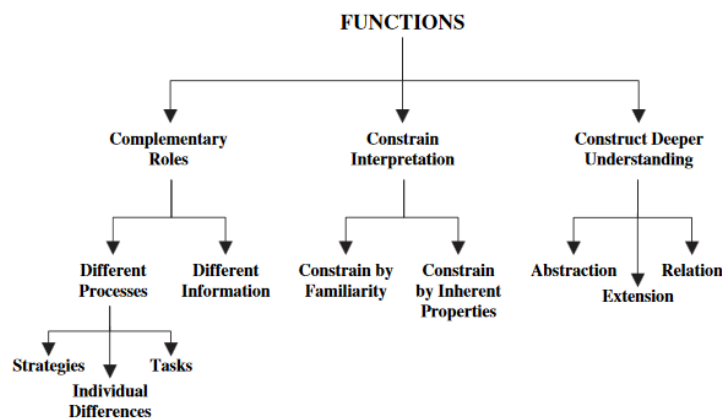 FUNCTIONS
Complementary
Roles
Constrain
Interpretation
Construct Deeper
Understanding
Different
Processes
Different
Information
Constrain by
Familiarity
Constrain
by Inherent
Properties
Abstraction
Extension
Relation
Strategies
Individual
Differences
Tasks